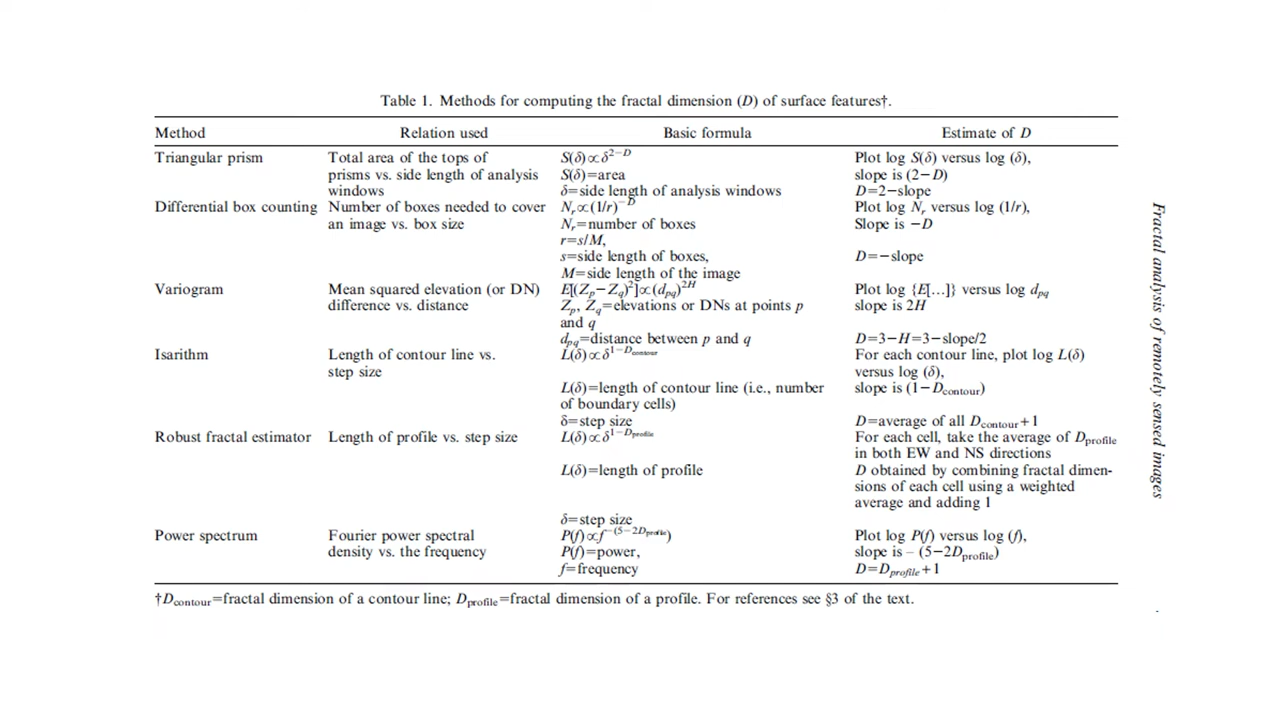 Table 1. Methods for computing the fractal dimension (D) of surface features†.
Method Relation used Basic formula Estimate of D
Triangular prism Total area of the tops of S(δ)∝δ^2−D Plot log S(δ) versus log (δ),
prisms vs. side length of analysis S(δ)=area slope is (2−D)
windows δ=side length of analysis windows D=2−slope
Differential box counting Number of boxes needed to cover N_r∝(1/r)^−D Plot log N_r versus log (1/r),
an image vs. box size N_r=number of boxes Slope is −D
r=s/M,
s=side length of boxes, D=−slope
M=side length of the image
Variogram Mean squared elevation (or DN) E[(Z_p−Z_q)^2]∝(d_pq)^2H Plot log {E[...]} versus log d_pq
difference vs. distance Z_p, Z_q=elevations or DNs at points p slope is 2H
and q
d_pq=distance between p and q D=3−H=3−slope/2
Isarithm Length of contour line vs. L(δ)∝δ^1−D_contour For each contour line, plot log L(δ)
step size versus log (δ),
L(δ)=length of contour line (i.e., number slope is (1−D_contour)
of boundary cells)
δ=step size D=average of all D_contour+1
Robust fractal estimator Length of profile vs. step size L(δ)∝δ^1−D_profile For each cell, take the average of D_profile
in both EW and NS directions
L(δ)=length of profile D obtained by combining fractal dimen-
sions of each cell using a weighted
average and adding 1
δ=step size
Power spectrum Fourier power spectral P(f)∝f^−(5−2D_profile) Plot log P(f) versus log (f),
density vs. the frequency P(f)=power, slope is – (5−2D_profile)
f=frequency D=D_profile+1
†D_contour=fractal dimension of a contour line; D_profile=fractal dimension of a profile. For references see §3 of the text.
Fractal analysis of remotely sensed images